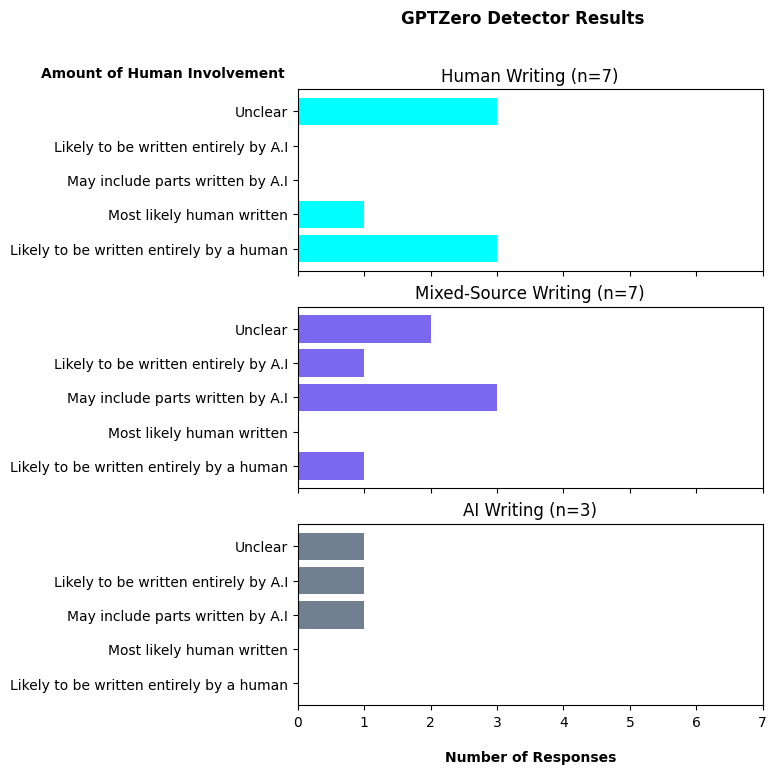 GPTZero Detector Results
Amount of Human Involvement
Human Writing (n=7)
Unclear
Likely to be written entirely by A.I
May include parts written by A.I
Most likely human written
Likely to be written entirely by a human
Mixed-Source Writing (n=7)
Unclear
Likely to be written entirely by A.I
May include parts written by A.I
Most likely human written
Likely to be written entirely by a human
AI Writing (n=3)
Unclear
Likely to be written entirely by A.I
May include parts written by A.I
Most likely human written
Likely to be written entirely by a human
0 1 2 3 4 5 6 7
Number of Responses